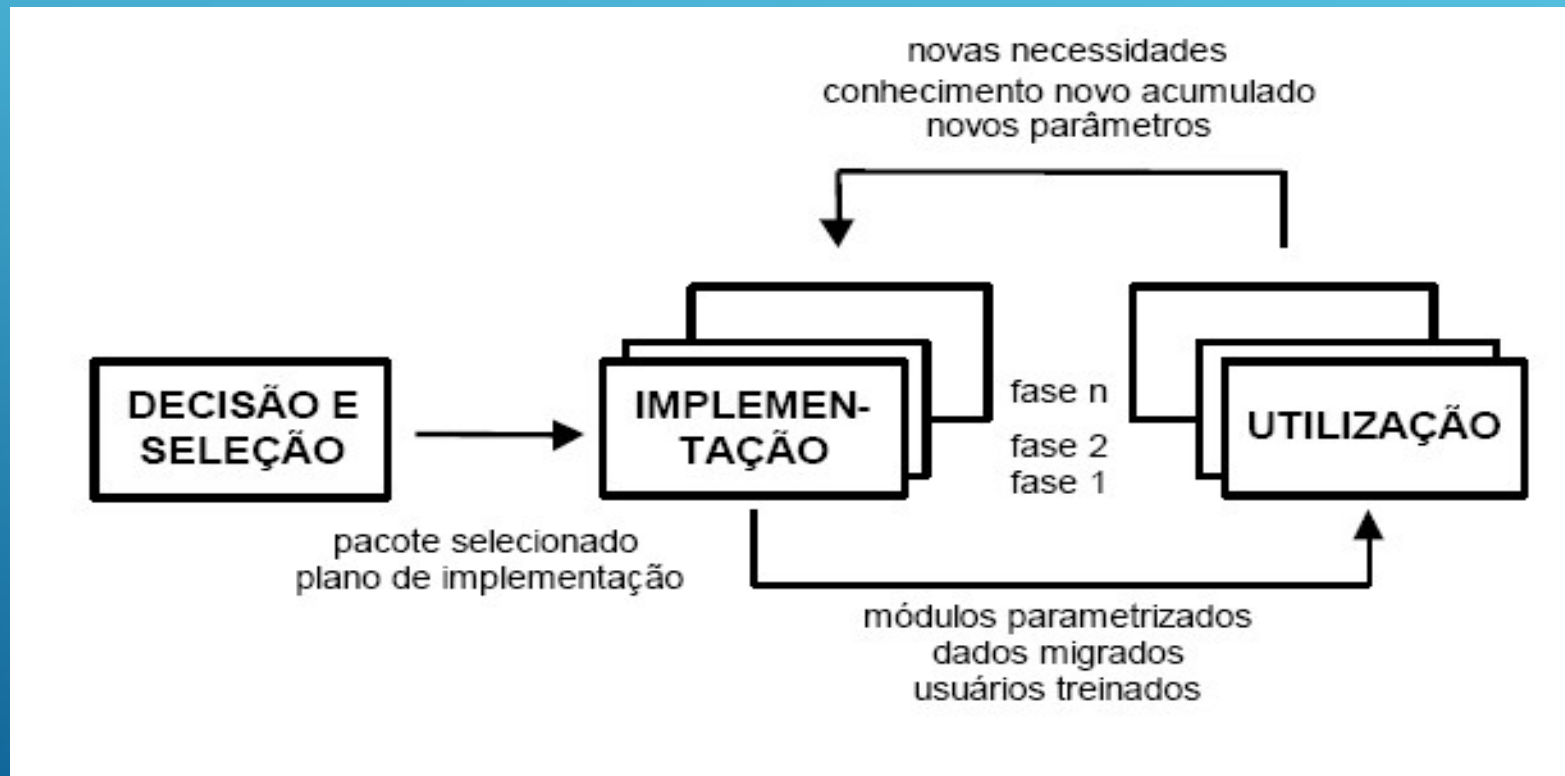 novas necessidades
conhecimento novo acumulado
novos parâmetros
DECISÃO E
SELEÇÃO
IMPLEMEN-
TAÇÃO
fase n
fase 2
fase 1
UTILIZAÇÃO
pacote selecionado
plano de implementação
módulos parametrizados
dados migrados
usuários treinados